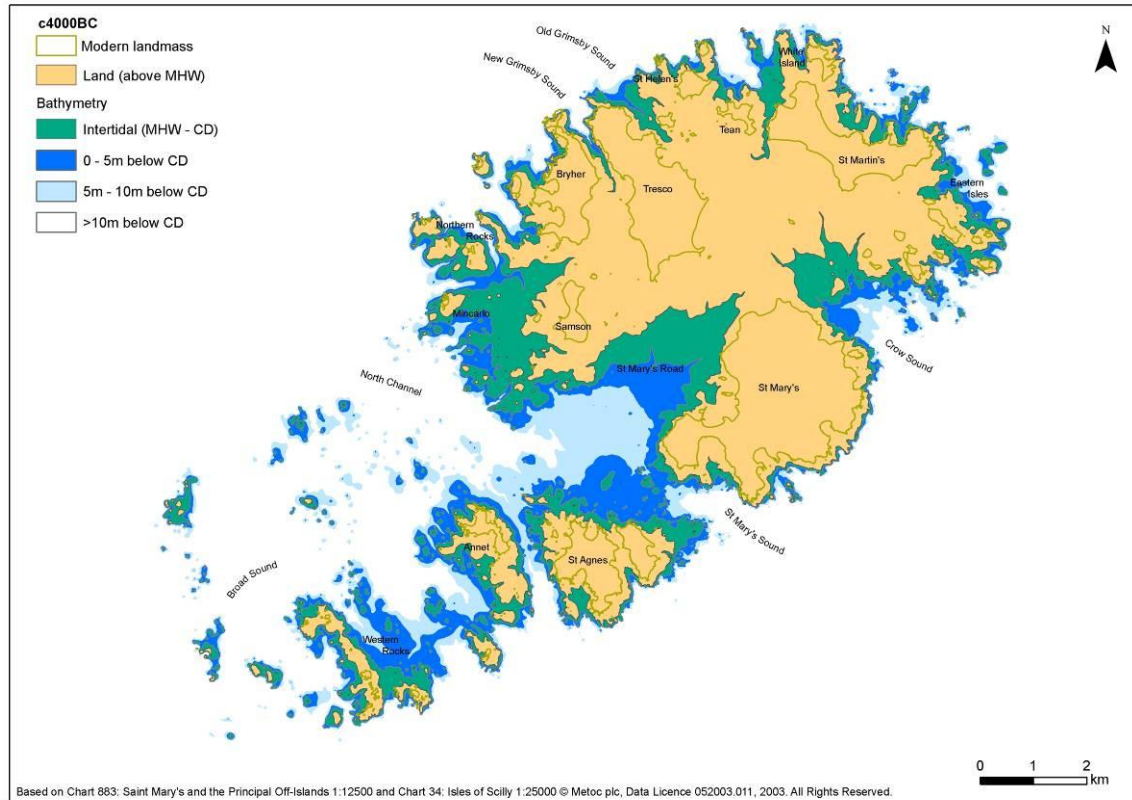 c4000BC
Modern landmass
Land (above MHW)
Bathymetry
Intertidal (MHW - CD)
0 - 5m below CD
5m - 10m below CD
>10m below CD
N
Old Grimsby Sound
New Grimsby Sound
White
Island
St Helen's
Tean
St Martin's
Bryher
Tresco
Eastern
Isles
Northern
Rocks
Mincarlo
Samson
St Mary's Road
Crow Sound
North Channel
St Mary's
St Mary's Sound
Annet
St Agnes
Broad Sound
Western
Rocks
0 1 2
km
Based on Chart 883: Saint Mary's and the Principal Off-Islands 1:12500 and Chart 34: Isles of Scilly 1:25000 © Metoc plc, Data Licence 052003.011, 2003. All Rights Reserved.